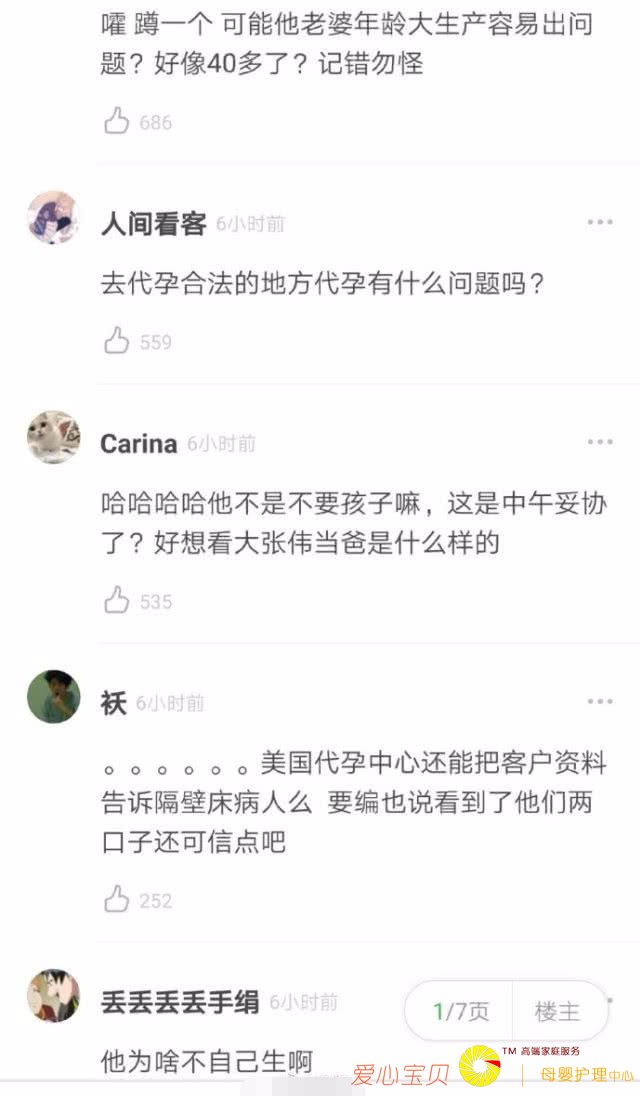 嚯 蹲一个 可能他老婆年龄大生产容易出问
题？好像40多了？记错勿怪
686
人间看客 6小时前
去代孕合法的地方代孕有什么问题吗？
559
Carina 6小时前
哈哈哈哈他不是不要孩子嘛，这是中午妥协
了？好想看大张伟当爸是什么样的
535
袄 6小时前
。。。。。。美国代孕中心还能把客户资料
告诉隔壁床病人么 要编也说看到了他们两
口子还可信点吧
252
丢丢丢丢手绢 6小时前
1/7页 楼主
他为啥不自己生啊
爱心宝贝
TM 高端家庭服务
母婴护理中心